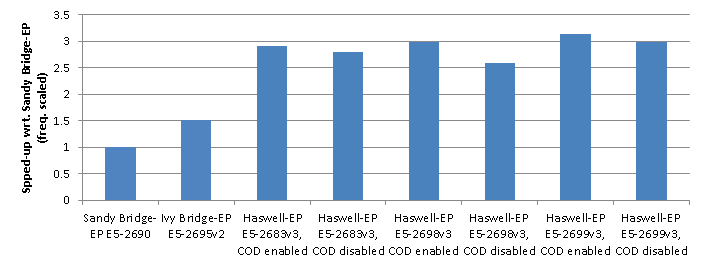 Spped-up wrt. Sandy Bridge-EP
(freq. scaled)
3.5
3
2.5
2
1.5
1
0.5
0
Sandy Bridge-
EP E5-2690
Ivy Bridge-EP
E5-2695v2
Haswell-EP
E5-2683v3,
COD enabled
Haswell-EP
E5-2683v3,
COD disabled
Haswell-EP
E5-2698v3
COD enabled
Haswell-EP
E5-2698v3,
COD disabled
Haswell-EP
E5-2699v3,
COD enabled
Haswell-EP
E5-2699v3,
COD disabled